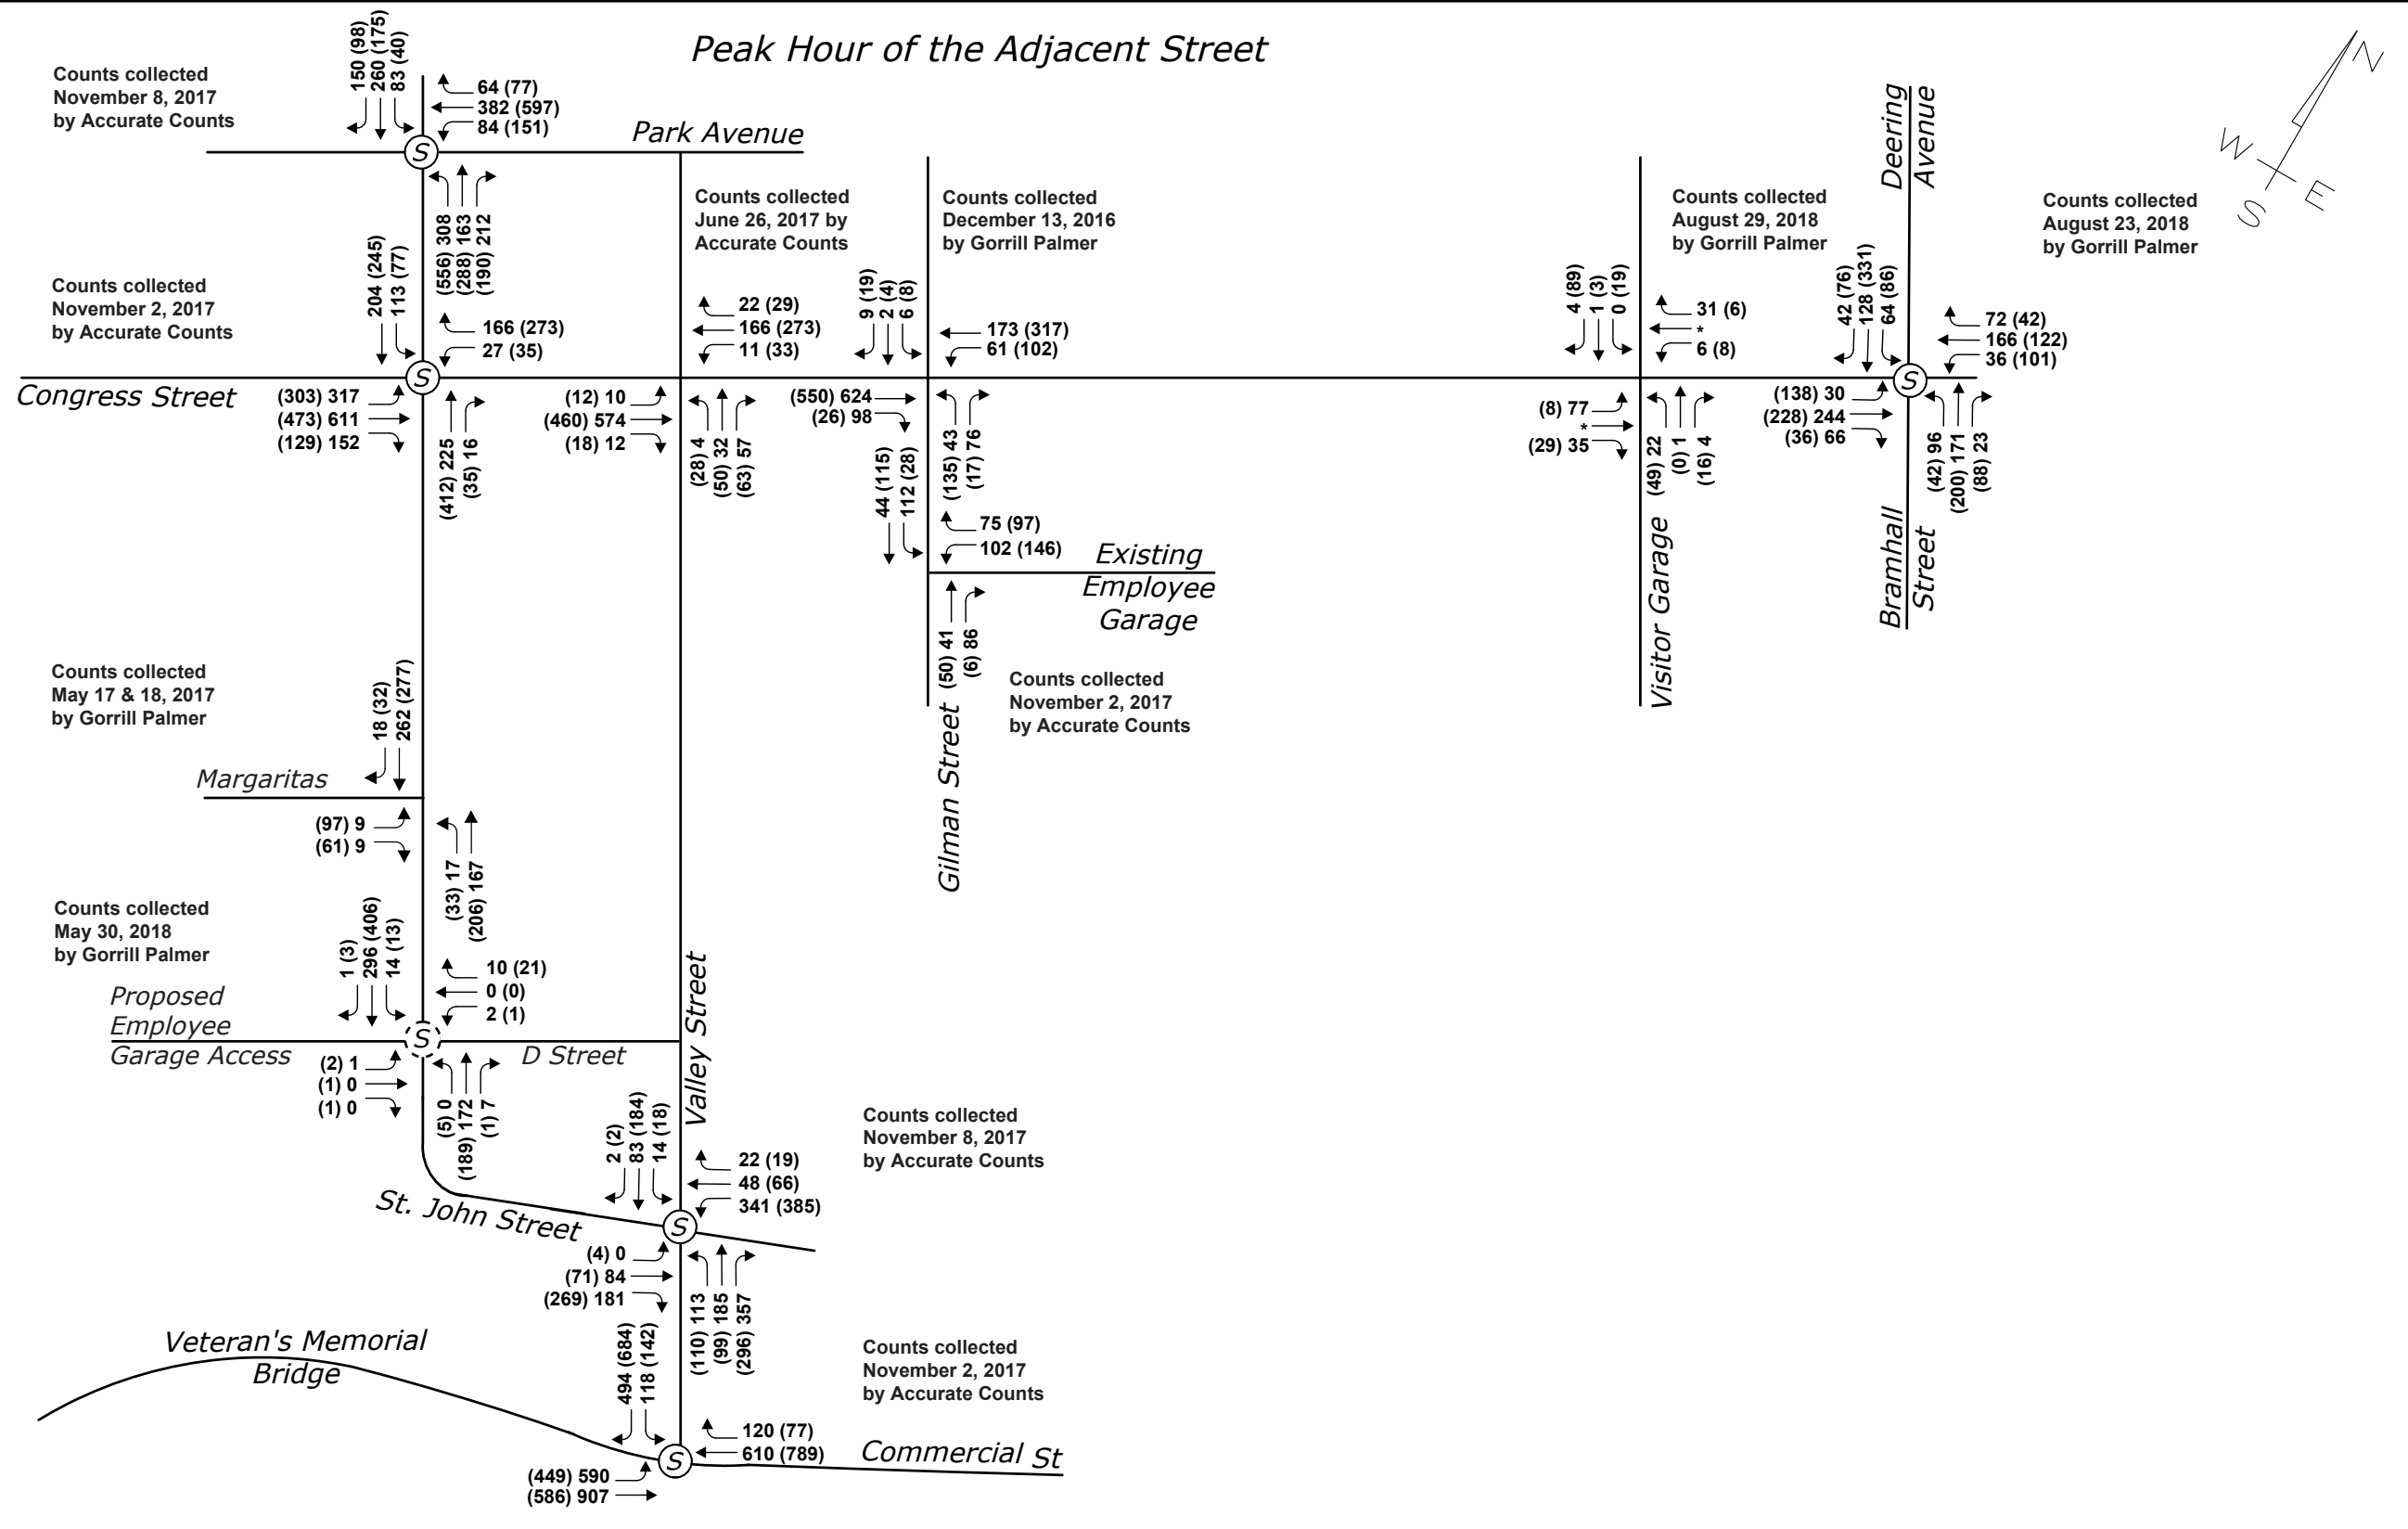 Peak Hour of the Adjacent Street
N
W
E
S
Counts collected
November 8, 2017
by Accurate Counts
150 (98)
260 (175)
83 (40)
64 (77)
382 (597)
84 (151)
Park Avenue
S
(556) 308
(288) 163
(190) 212
Counts collected
November 2, 2017
by Accurate Counts
204 (245)
113 (77)
166 (273)
27 (35)
S
Congress Street
(303) 317
(473) 611
(129) 152
(412) 225
(35) 16
Counts collected
June 26, 2017 by
Accurate Counts
22 (29)
166 (273)
11 (33)
(12) 10
(460) 574
(18) 12
(28) 4
(50) 32
(63) 57
Counts collected
December 13, 2016
by Gorrill Palmer
9 (19)
2 (4)
6 (8)
173 (317)
61 (102)
(550) 624
(26) 98
(135) 43
(17) 76
44 (115)
112 (28)
75 (97)
102 (146)
Existing
Employee
Garage
(50) 41
(6) 86
Gilman Street
Counts collected
November 2, 2017
by Accurate Counts
Counts collected
August 29, 2018
by Gorrill Palmer
4 (89)
1 (3)
0 (19)
31 (6)
*
6 (8)
(8) 77
*
(29) 35
(49) 22
(0) 1
(16) 4
Visitor Garage
Deering
Avenue
Counts collected
August 23, 2018
by Gorrill Palmer
42 (76)
128 (331)
64 (86)
72 (42)
166 (122)
36 (101)
S
(138) 30
(228) 244
(36) 66
(42) 96
(200) 171
(88) 23
Bramhall
Street
Counts collected
May 17 & 18, 2017
by Gorrill Palmer
18 (32)
262 (277)
Margaritas
(97) 9
(61) 9
(33) 17
(206) 167
Counts collected
May 30, 2018
by Gorrill Palmer
1 (3)
296 (406)
14 (13)
10 (21)
0 (0)
2 (1)
Proposed
Employee
Garage Access
S
D Street
(2) 1
(1) 0
(1) 0
(5) 0
(189) 172
(1) 7
Valley Street
St. John Street
2 (2)
83 (184)
14 (18)
22 (19)
48 (66)
341 (385)
S
(4) 0
(71) 84
(269) 181
(110) 113
(99) 185
(296) 357
Counts collected
November 8, 2017
by Accurate Counts
Veteran's Memorial
Bridge
494 (684)
118 (142)
Counts collected
November 2, 2017
by Accurate Counts
120 (77)
610 (789)
S
Commercial St
(449) 590
(586) 907